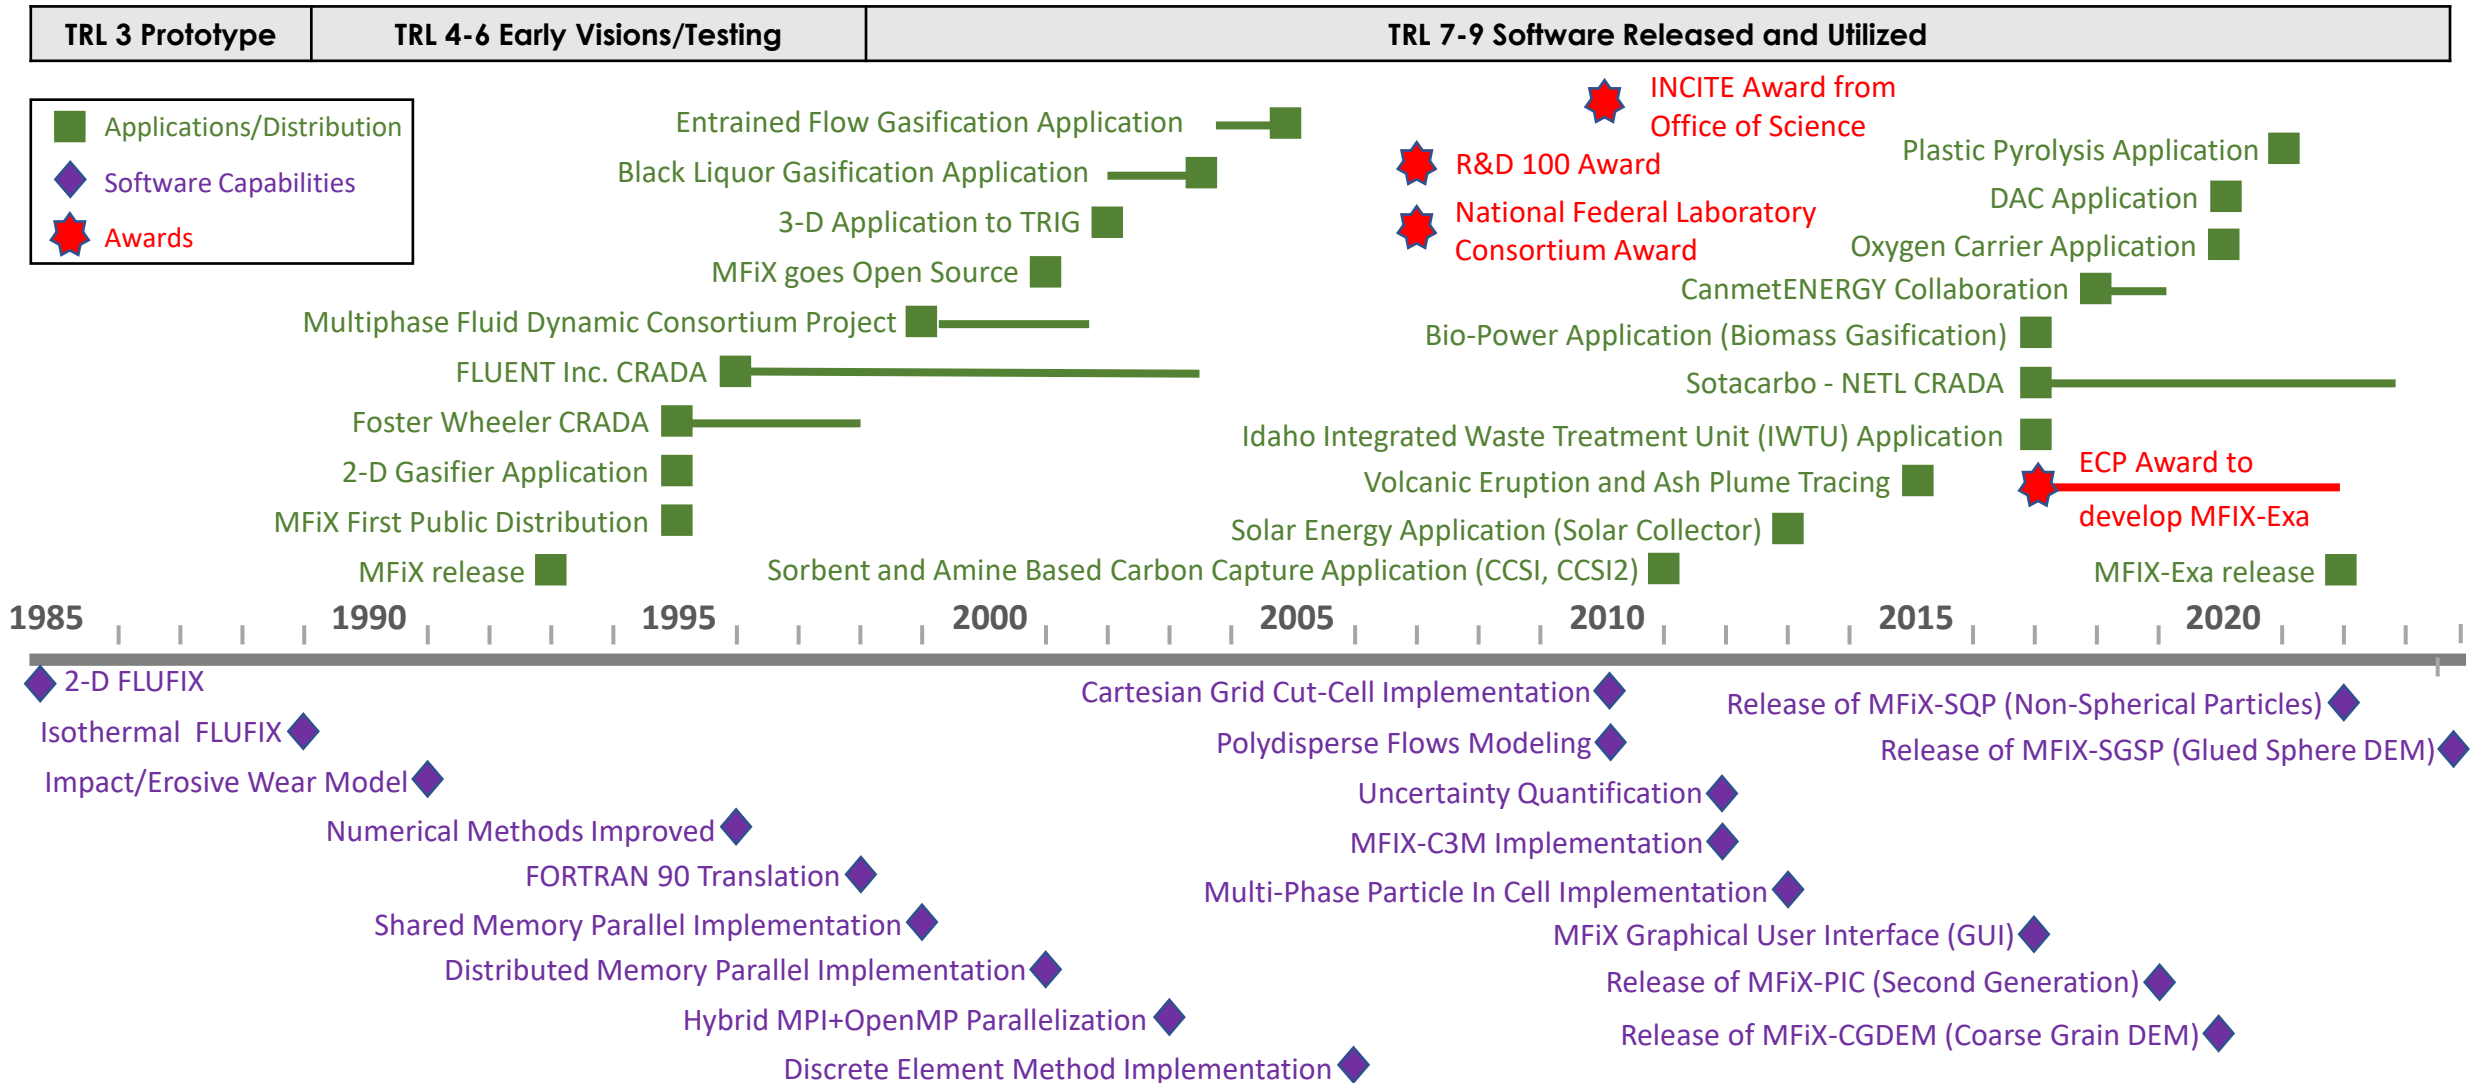 TRL 3 Prototype
TRL 4-6 Early Visions/Testing
TRL 7-9 Software Released and Utilized
Applications/Distribution
Software Capabilities
Awards
Entrained Flow Gasification Application
Black Liquor Gasification Application
3-D Application to TRIG
MFiX goes Open Source
Multiphase Fluid Dynamic Consortium Project
FLUENT Inc. CRADA
Foster Wheeler CRADA
2-D Gasifier Application
MFiX First Public Distribution
MFiX release
INCITE Award from
Office of Science
R&D 100 Award
National Federal Laboratory
Consortium Award
Plastic Pyrolysis Application
DAC Application
Oxygen Carrier Application
CanmetENERGY Collaboration
Bio-Power Application (Biomass Gasification)
Sotacarbo - NETL CRADA
Idaho Integrated Waste Treatment Unit (IWTU) Application
Volcanic Eruption and Ash Plume Tracing
ECP Award to
develop MFIX-Exa
Solar Energy Application (Solar Collector)
Sorbent and Amine Based Carbon Capture Application (CCSI, CCSI2)
MFIX-Exa release
1985 1990 1995 2000 2005 2010 2015 2020
2-D FLUFIX
Isothermal FLUFIX
Impact/Erosive Wear Model
Numerical Methods Improved
FORTRAN 90 Translation
Shared Memory Parallel Implementation
Distributed Memory Parallel Implementation
Hybrid MPI+OpenMP Parallelization
Discrete Element Method Implementation
Cartesian Grid Cut-Cell Implementation
Polydisperse Flows Modeling
Uncertainty Quantification
MFIX-C3M Implementation
Multi-Phase Particle In Cell Implementation
MFiX Graphical User Interface (GUI)
Release of MFiX-PIC (Second Generation)
Release of MFiX-CGDEM (Coarse Grain DEM)
Release of MFiX-SQP (Non-Spherical Particles)
Release of MFIX-SGSP (Glued Sphere DEM)